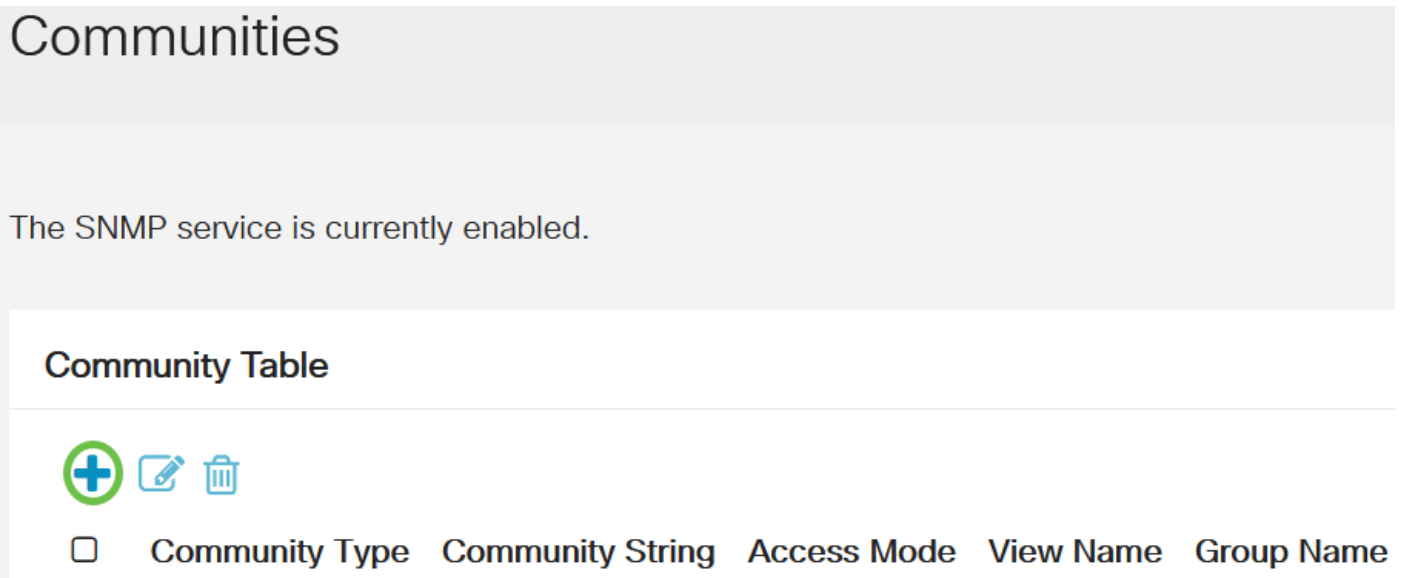 Communities
The SNMP service is currently enabled.
Community Table
Community Type Community String Access Mode View Name Group Name